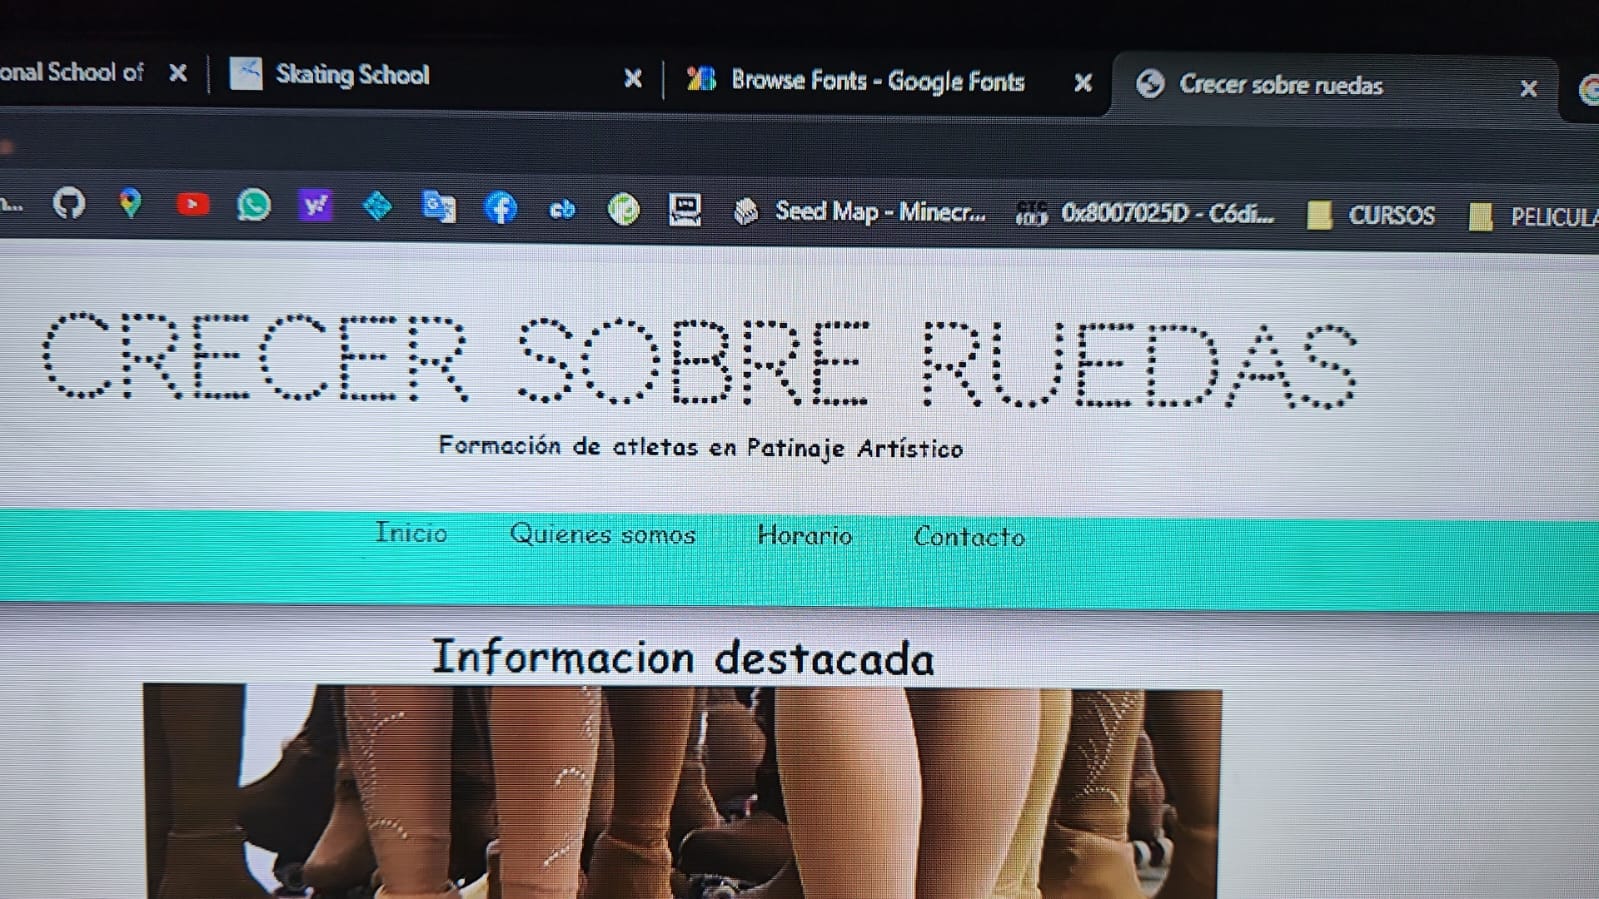 onal School of
Skating School
Browse Fonts - Google Fonts
Crecer sobre ruedas
Seed Map - Minecr...
0x8007025D - Códi...
CURSOS
PELICULA
CRECER SOBRE RUEDAS
Formación de atletas en Patinaje Artístico
Inicio
Quienes somos
Horario
Contacto
Informacion destacada